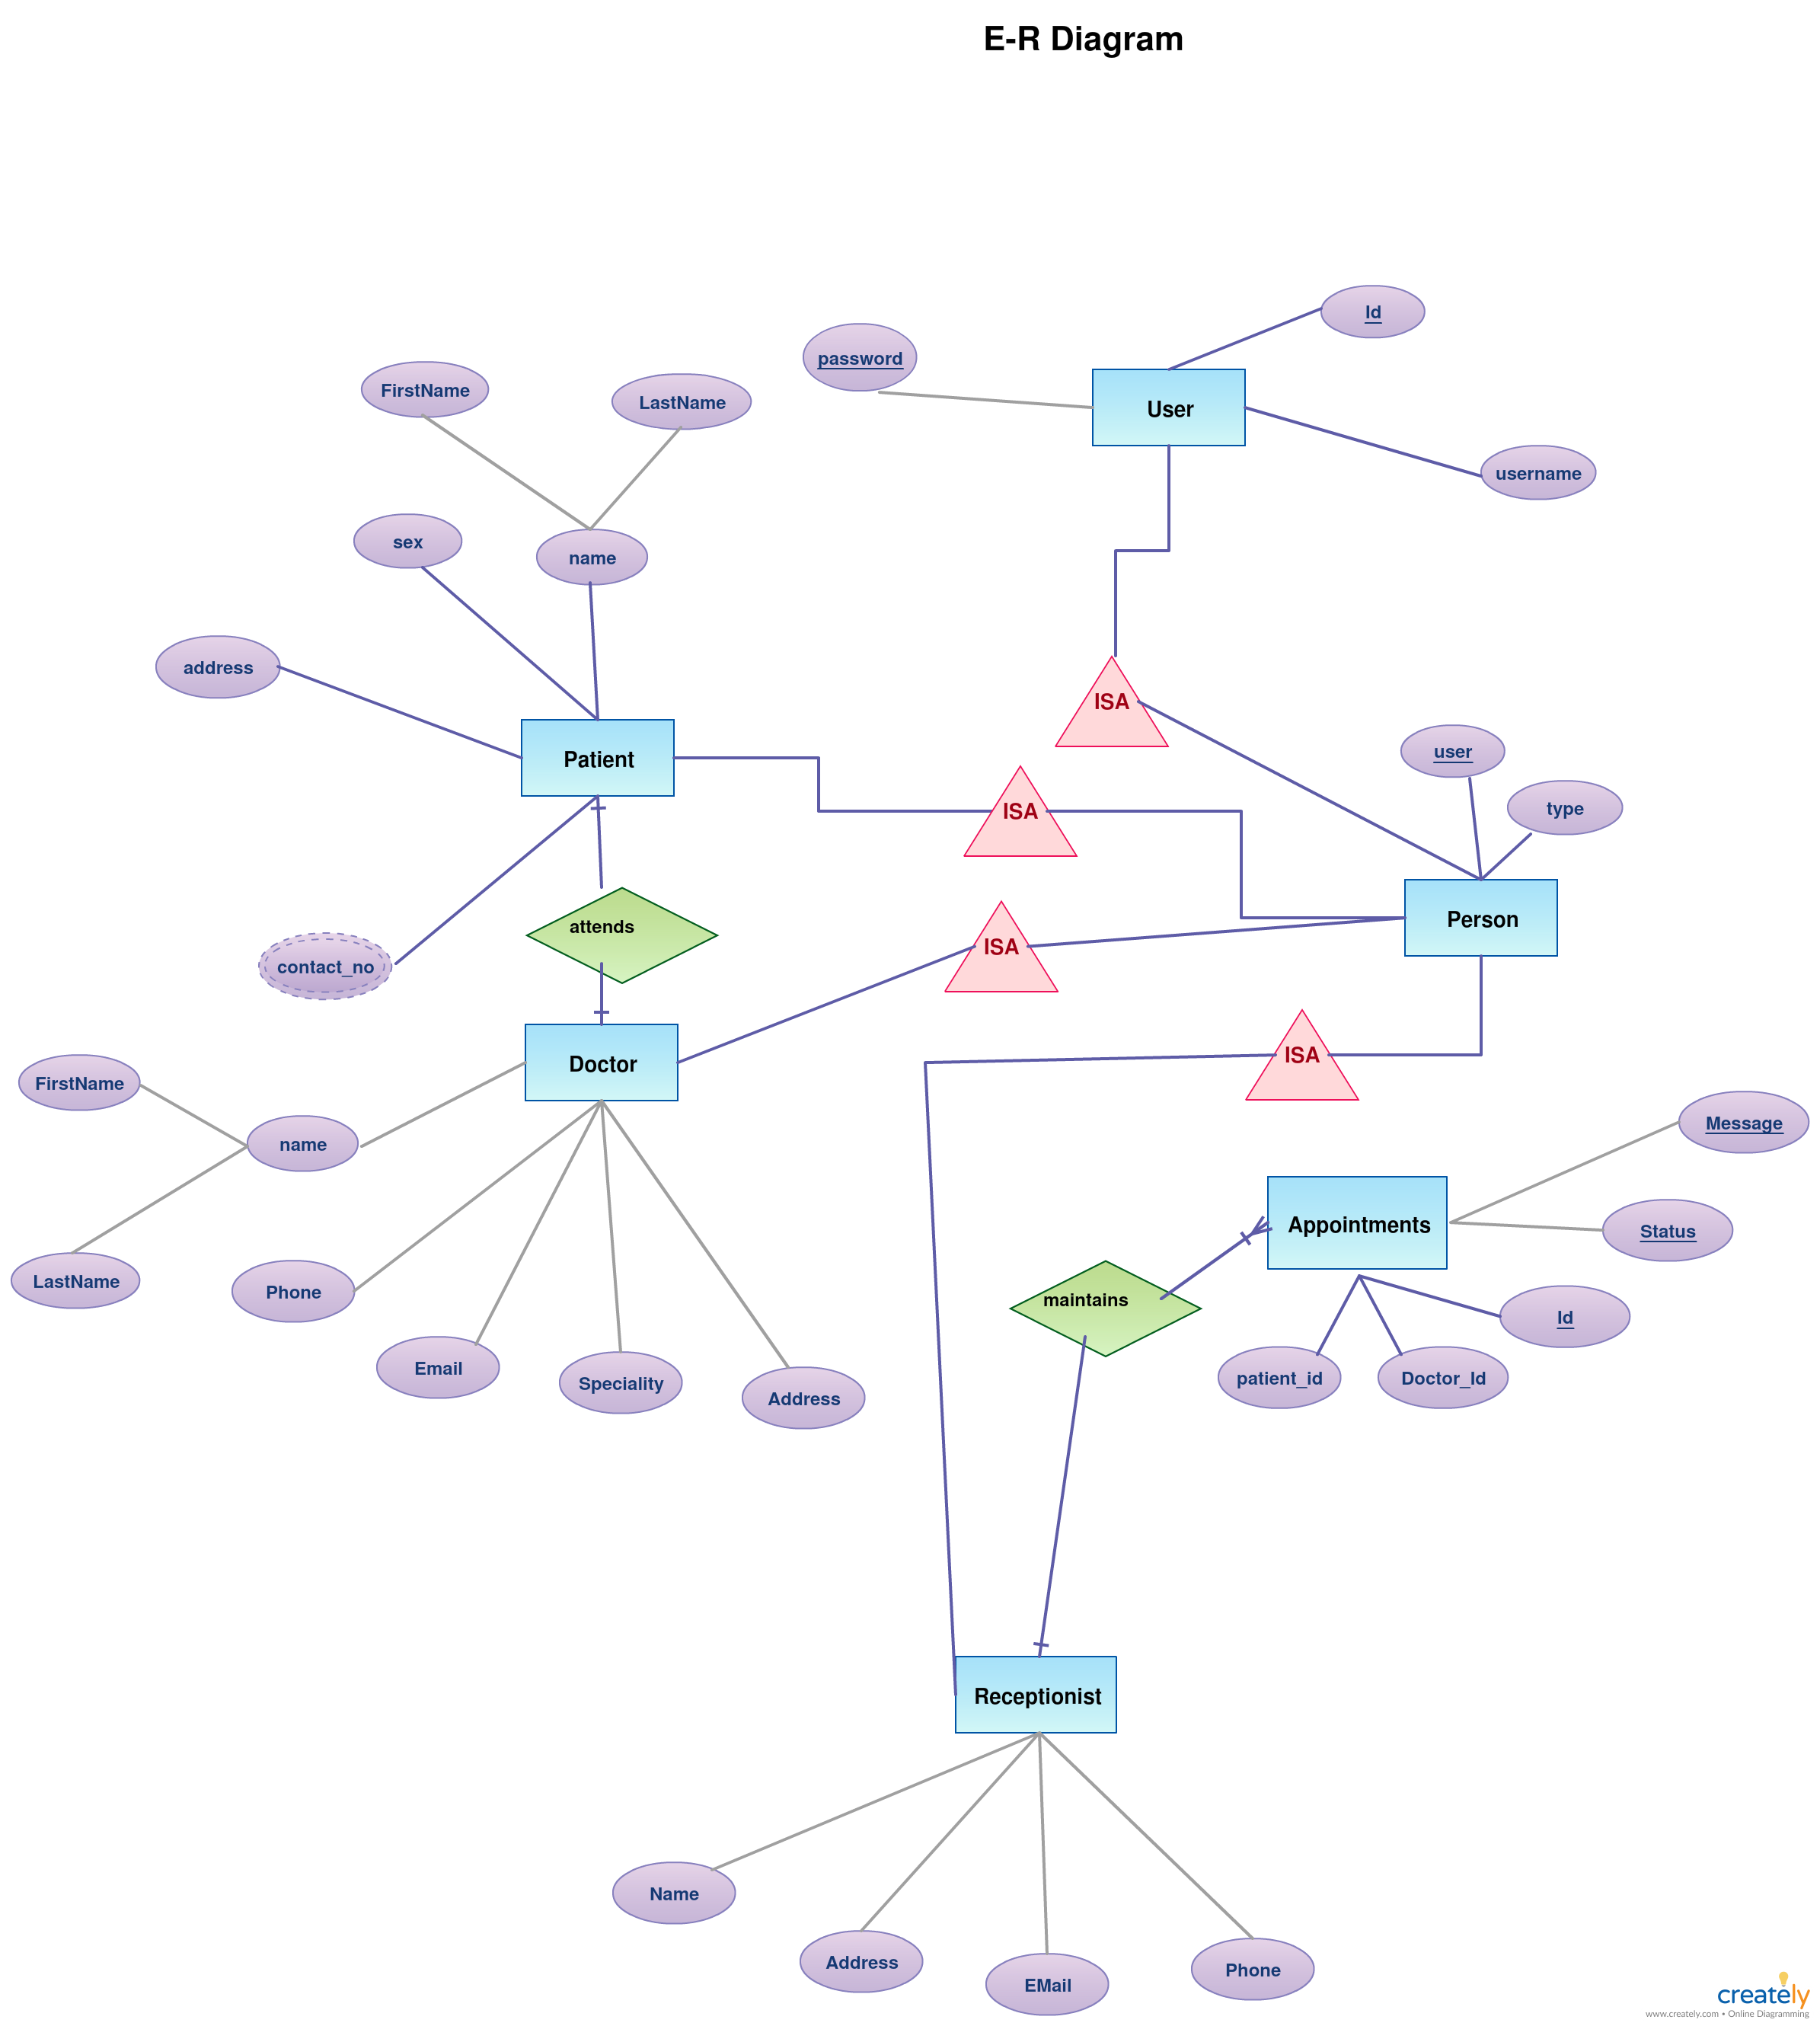 E-R Diagram
Id
password
User
username
FirstName
LastName
sex
name
address
ISA
Patient
user
type
ISA
Person
attends
contact_no
ISA
Doctor
ISA
FirstName
name
LastName
Phone
Email
Speciality
Address
Message
Appointments
Status
maintains
Id
patient_id
Doctor_Id
Receptionist
Name
Address
EMail
Phone
creately
www.creately.com • Online Diagramming